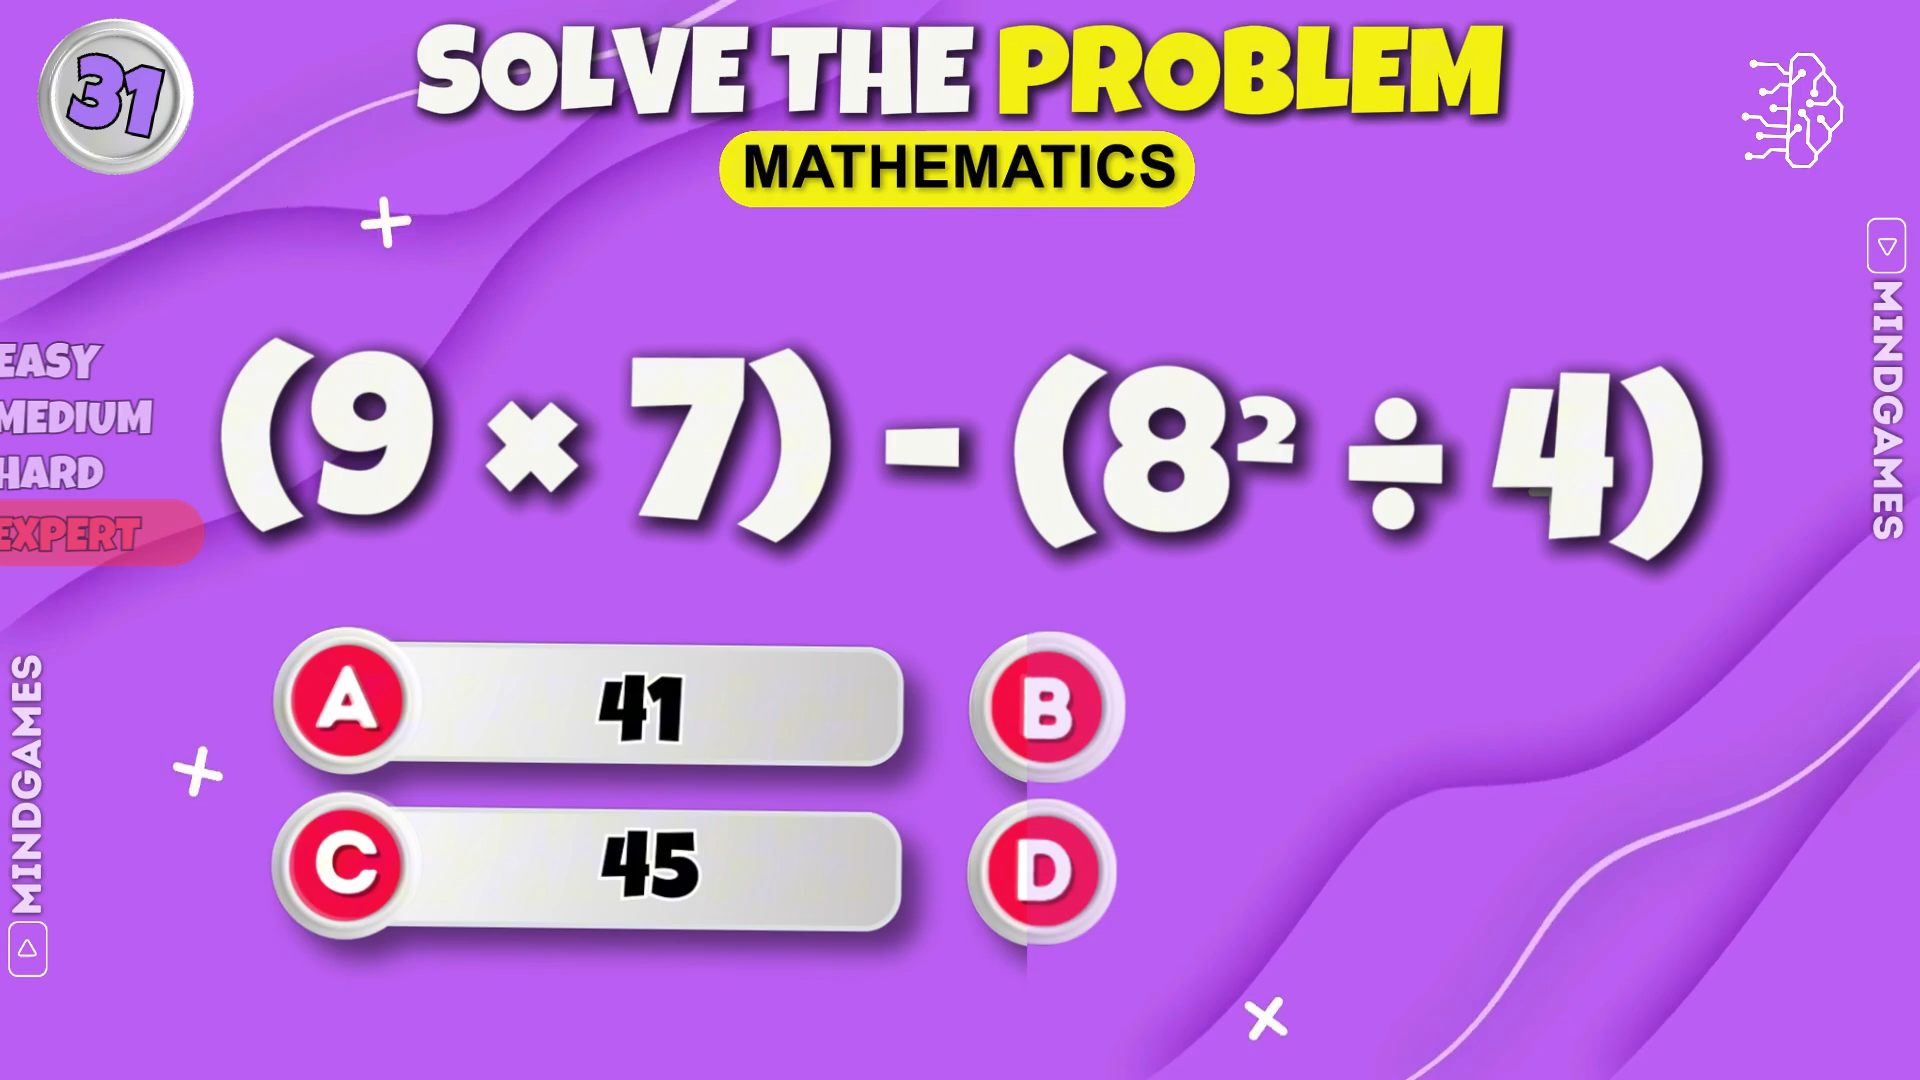 31
SOLVE THE PROBLEM
MATHEMATICS
EASY
MEDIUM
HARD
EXPERT
(9 × 7) - (8² ÷ 4)
A 41
B
C 45
D
MINDGAMES
MINDGAMES